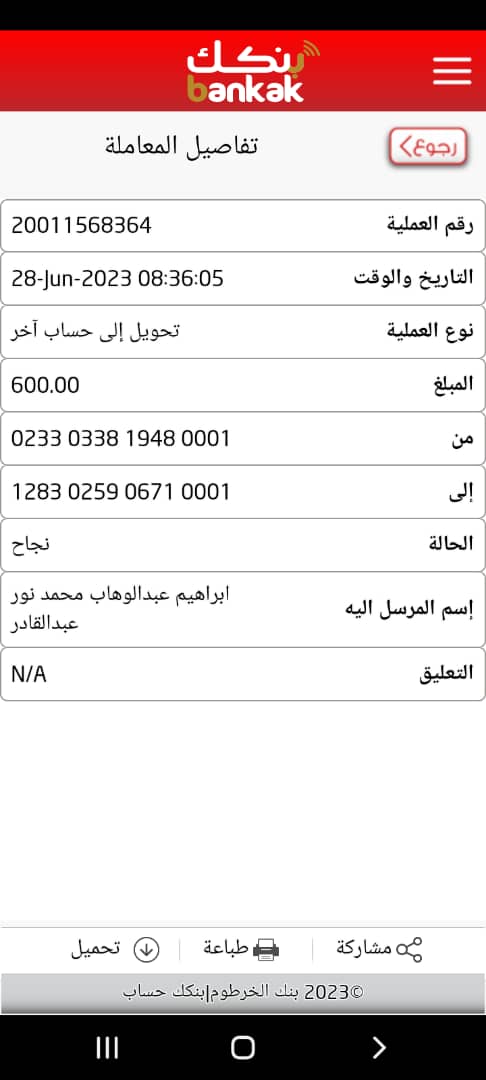 بنكك
bankak
رجوع
تفاصيل المعاملة
رقم العملية 20011568364
التاريخ والوقت 28-Jun-2023 08:36:05
نوع العملية تحويل إلى حساب آخر
المبلغ 600.00
من 0233 0338 1948 0001
إلى 1283 0259 0671 0001
الحالة نجاح
إسم المرسل اليه ابراهيم عبدالوهاب محمد نور
عبدالقادر
التعليق N/A
مشاركة طباعة تحميل
©2023 بنك الخرطوم|بنكك حساب